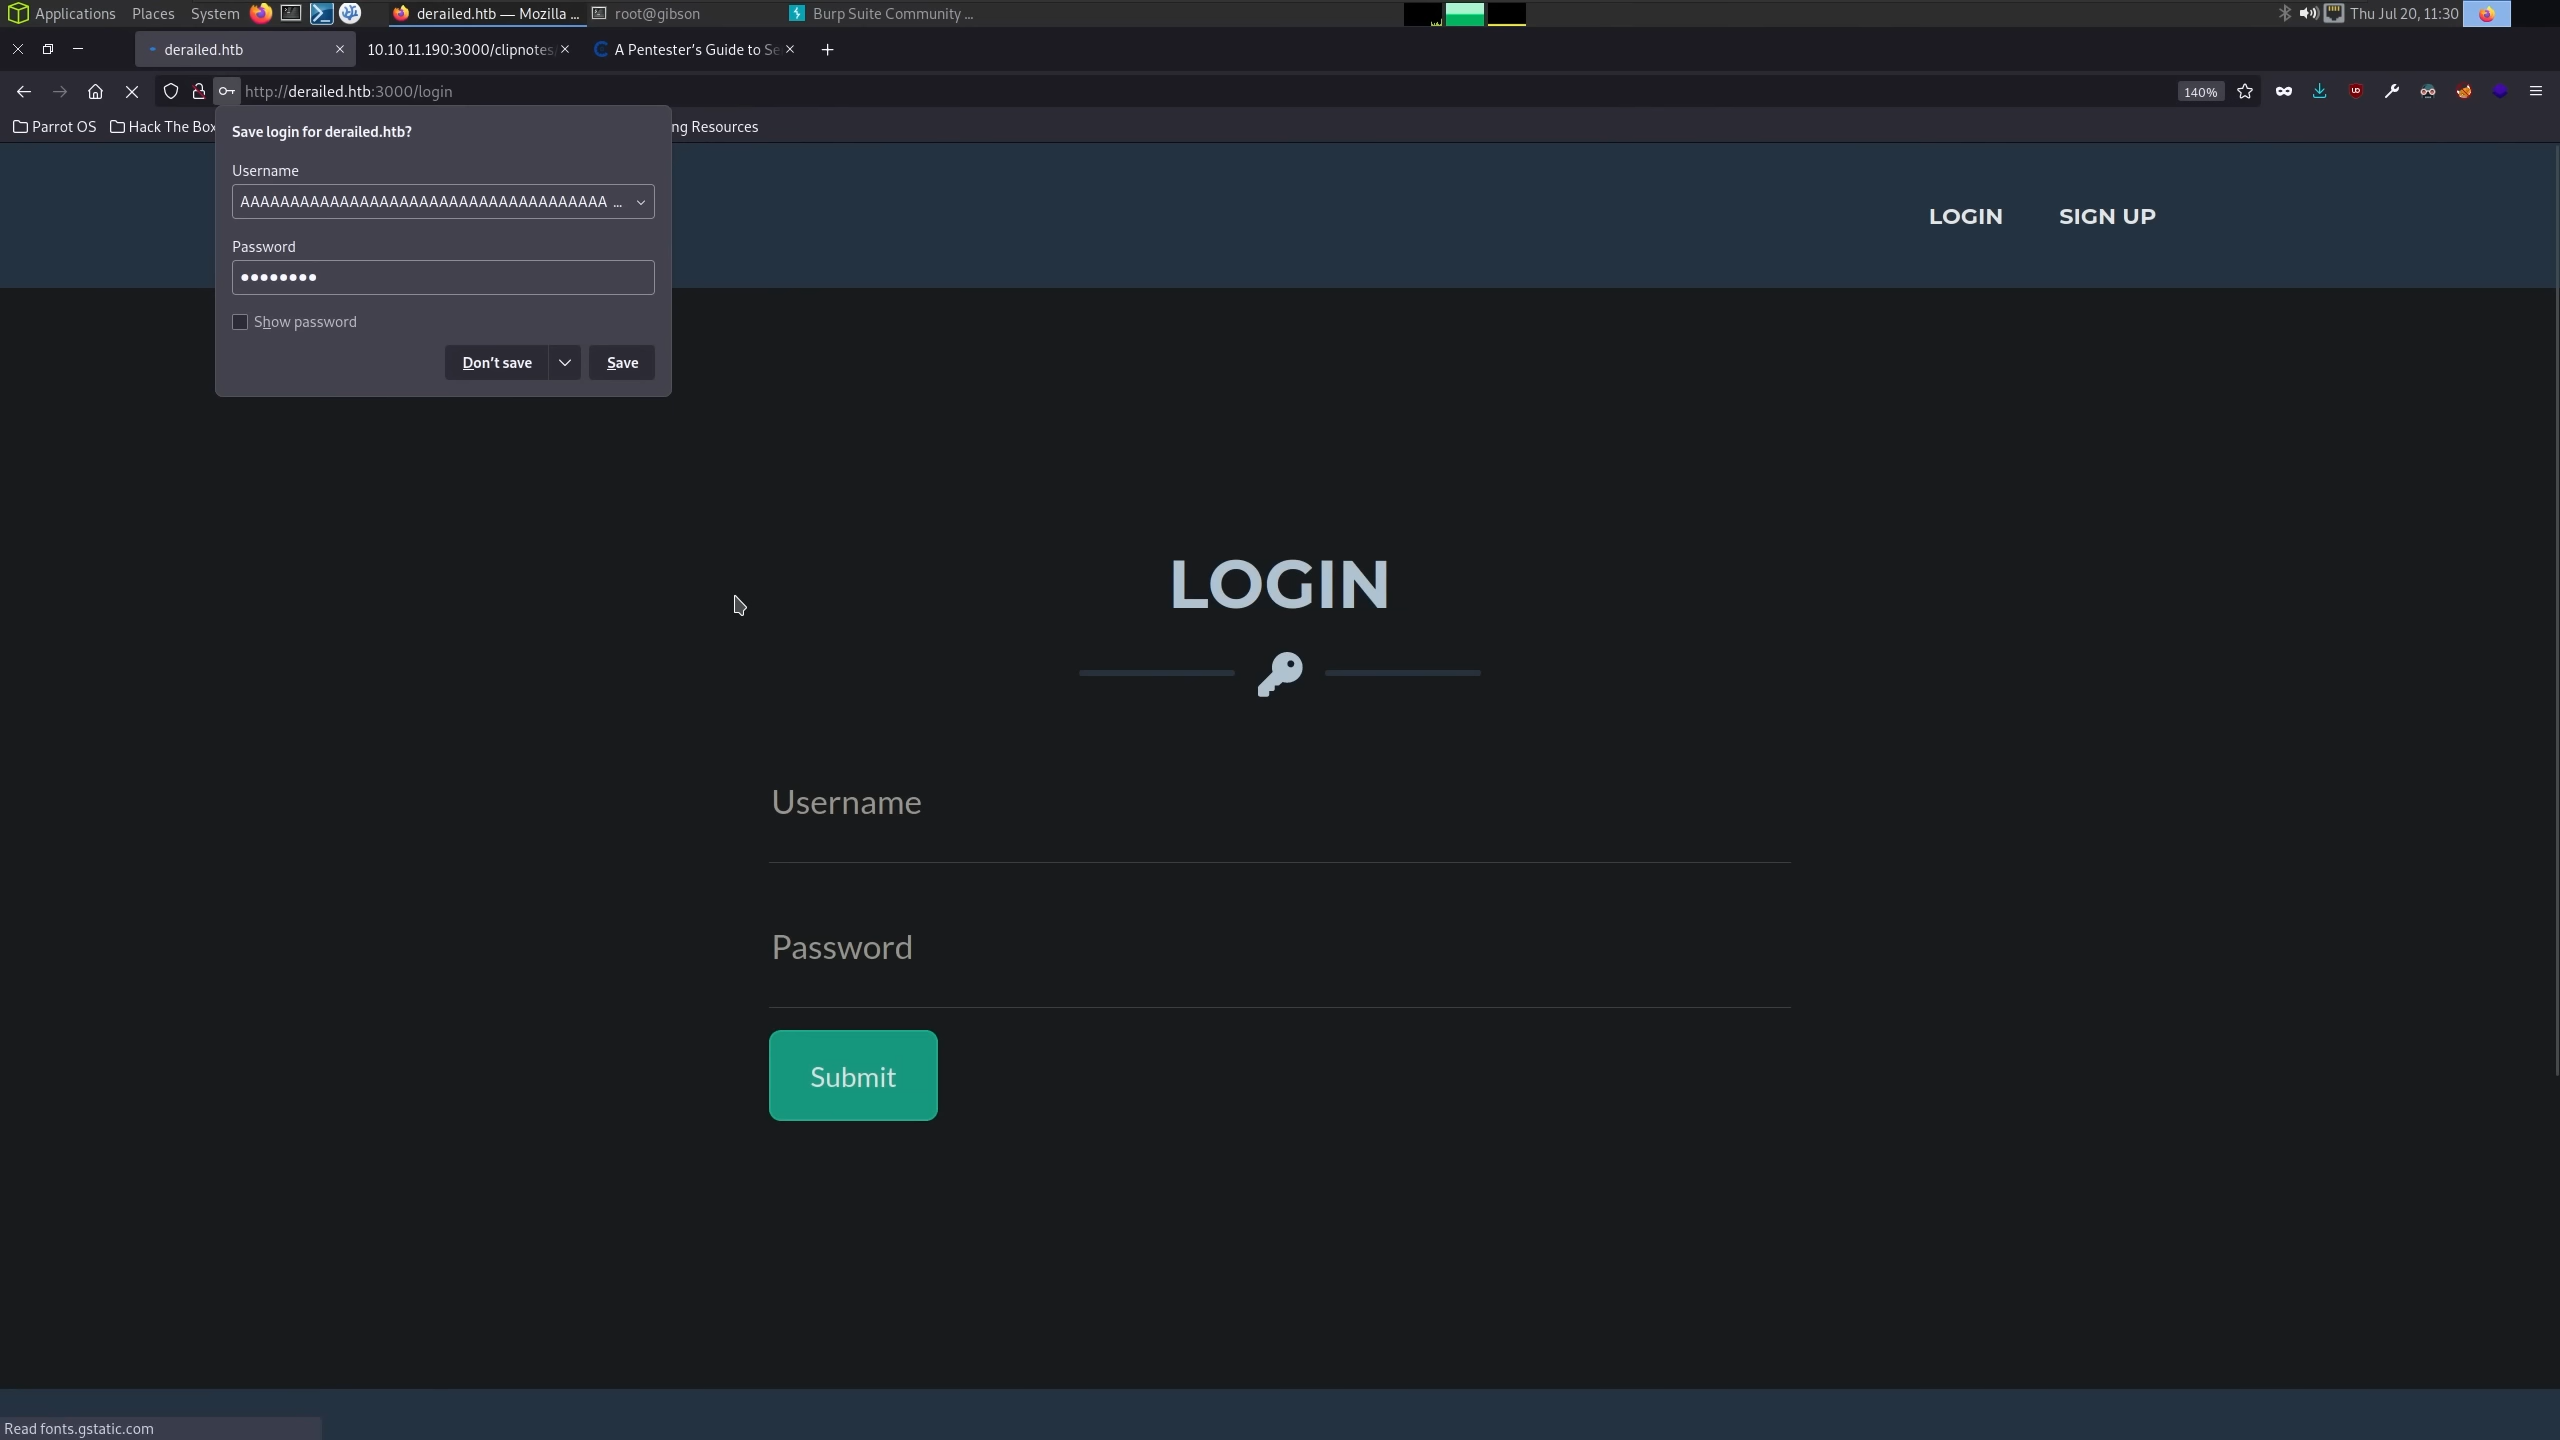 Applications Places System derailed.htb — Mozilla ... root@gibson Burp Suite Community ... Thu Jul 20, 11:30
derailed.htb 10.10.11.190:3000/clipnotes/ A Pentester's Guide to Se
http://derailed.htb:3000/login 140%
Parrot OS Hack The Box ng Resources
Save login for derailed.htb?
Username
AAAAAAAAAAAAAAAAAAAAAAAAAAAAAAAAAAAAA ...
Password
Show password
Don't save Save
LOGIN SIGN UP
LOGIN
Username
Password
Submit
Read fonts.gstatic.com